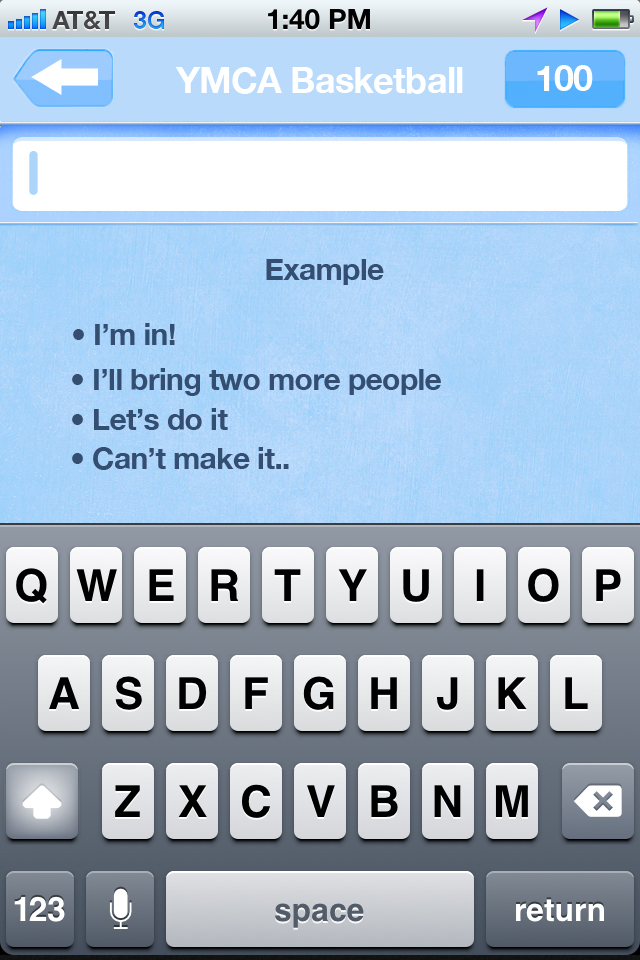 AT&T 3G 1:40 PM
YMCA Basketball 100
Example
• I'm in!
• I'll bring two more people
• Let's do it
• Can't make it..
Q W E R T Y U I O P
A S D F G H J K L
Z X C V B N M
123 space return